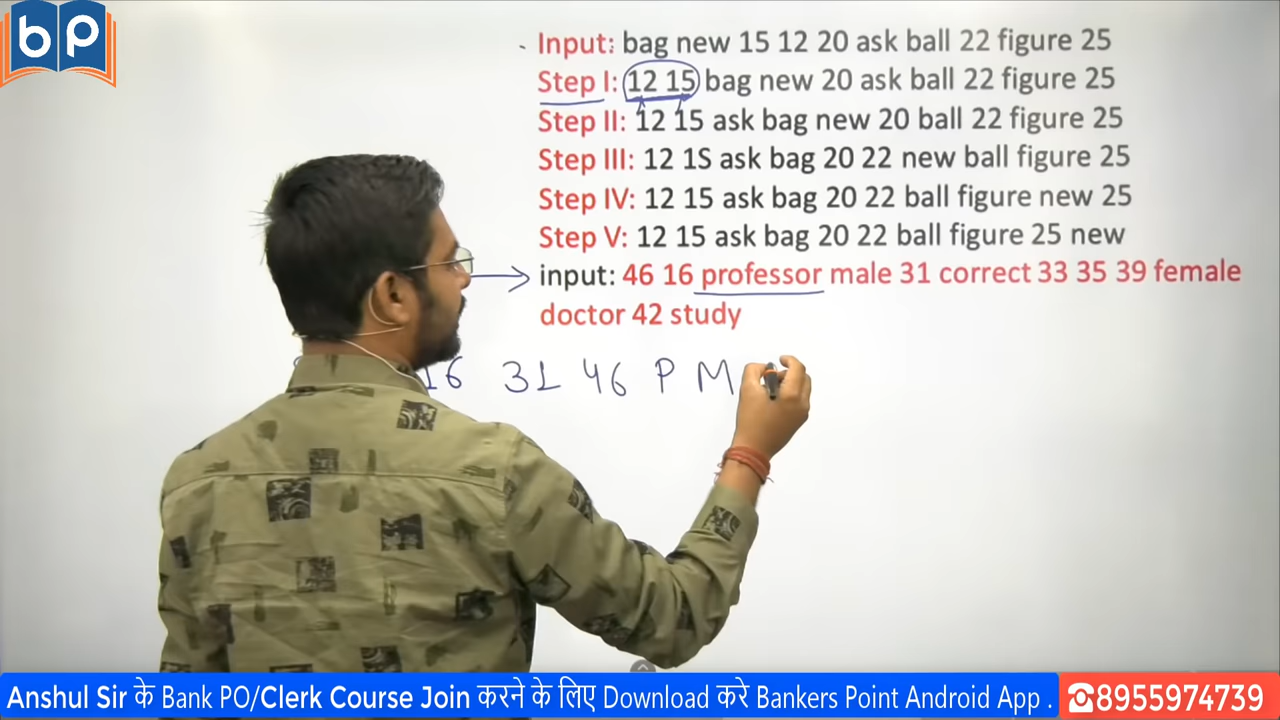 bp
Input: bag new 15 12 20 ask ball 22 figure 25
Step I: 12 15 bag new 20 ask ball 22 figure 25
Step II: 12 15 ask bag new 20 ball 22 figure 25
Step III: 12 1S ask bag 20 22 new ball figure 25
Step IV: 12 15 ask bag 20 22 ball figure new 25
Step V: 12 15 ask bag 20 22 ball figure 25 new
input: 46 16 professor male 31 correct 33 35 39 female
doctor 42 study
16 31 46 P M
Anshul Sir के Bank PO/Clerk Course Join करने के लिए Download करे Bankers Point Android App . ☎8955974739